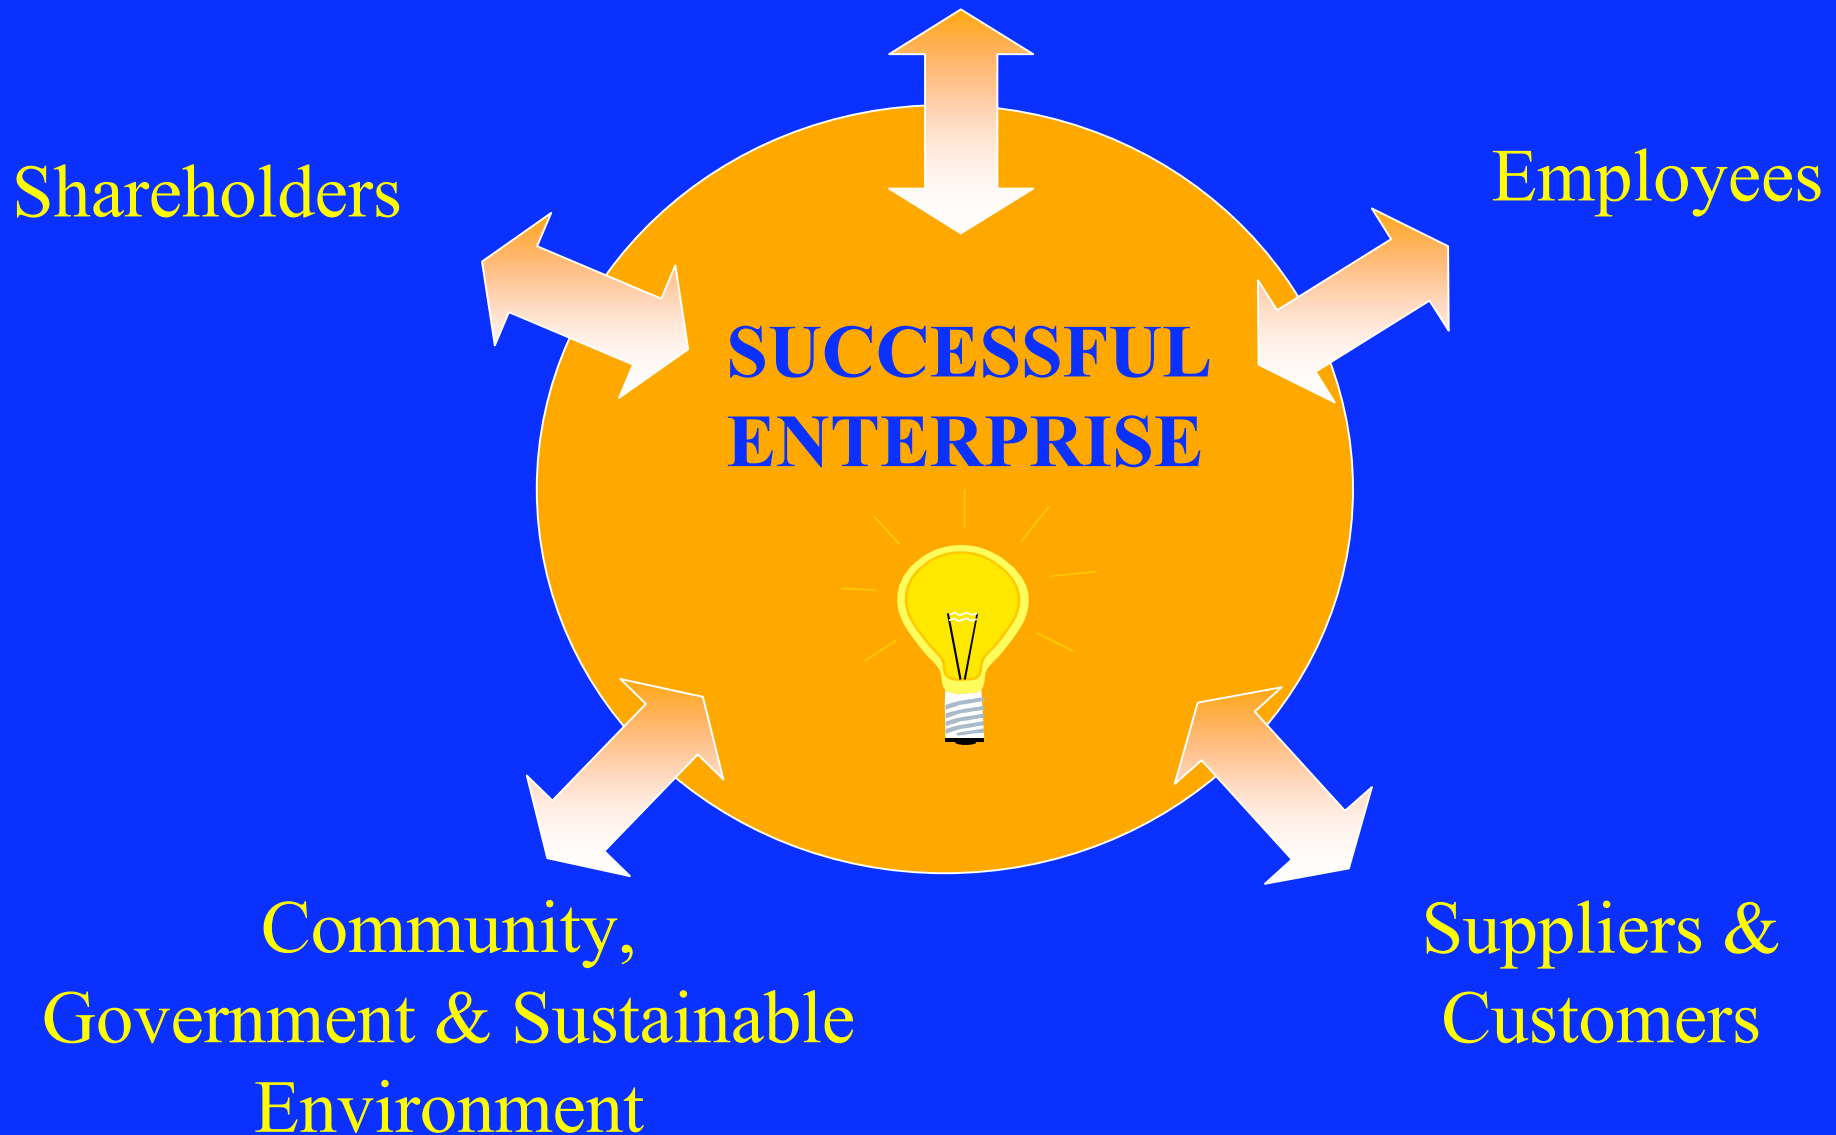 Shareholders
Employees
SUCCESSFUL
ENTERPRISE
Community,
Government & Sustainable
Environment
Suppliers &
Customers